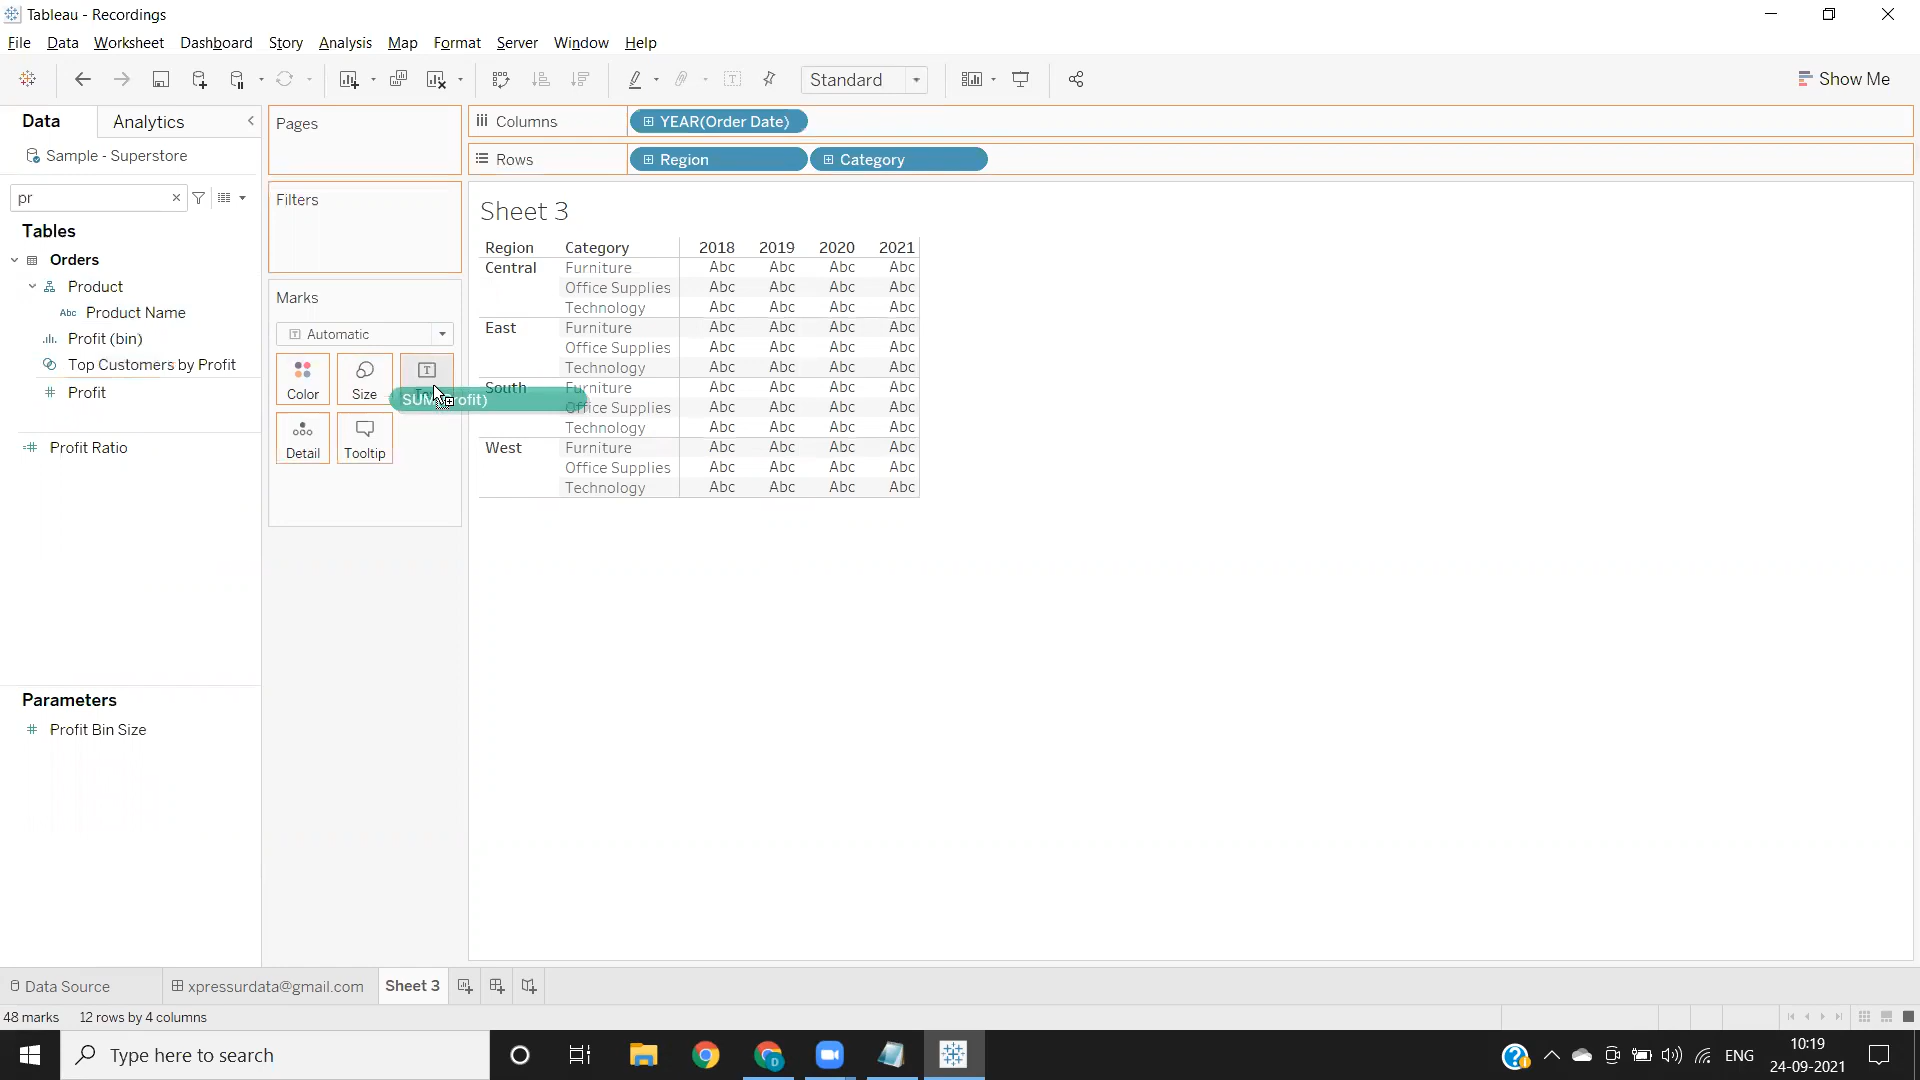 Tableau - Recordings
File Data Worksheet Dashboard Story Analysis Map Format Server Window Help
Standard
Show Me
Data Analytics
Sample - Superstore
pr
Tables
Orders
Product
Abc Product Name
Profit (bin)
Top Customers by Profit
Profit
Profit Ratio
Parameters
Profit Bin Size
Pages
Filters
Marks
Automatic
Color Size
Detail Tooltip
Columns YEAR(Order Date)
Rows Region Category
Sheet 3
Region Category 2018 2019 2020 2021
Central Furniture Abc Abc Abc Abc
Office Supplies Abc Abc Abc Abc
Technology Abc Abc Abc Abc
East Furniture Abc Abc Abc Abc
Office Supplies Abc Abc Abc Abc
Technology Abc Abc Abc Abc
South Furniture Abc Abc Abc Abc
Office Supplies Abc Abc Abc Abc
Technology Abc Abc Abc Abc
West Furniture Abc Abc Abc Abc
Office Supplies Abc Abc Abc Abc
Technology Abc Abc Abc Abc
Data Source xpressurdata@gmail.com Sheet 3
48 marks 12 rows by 4 columns
Type here to search
ENG
10:19
24-09-2021